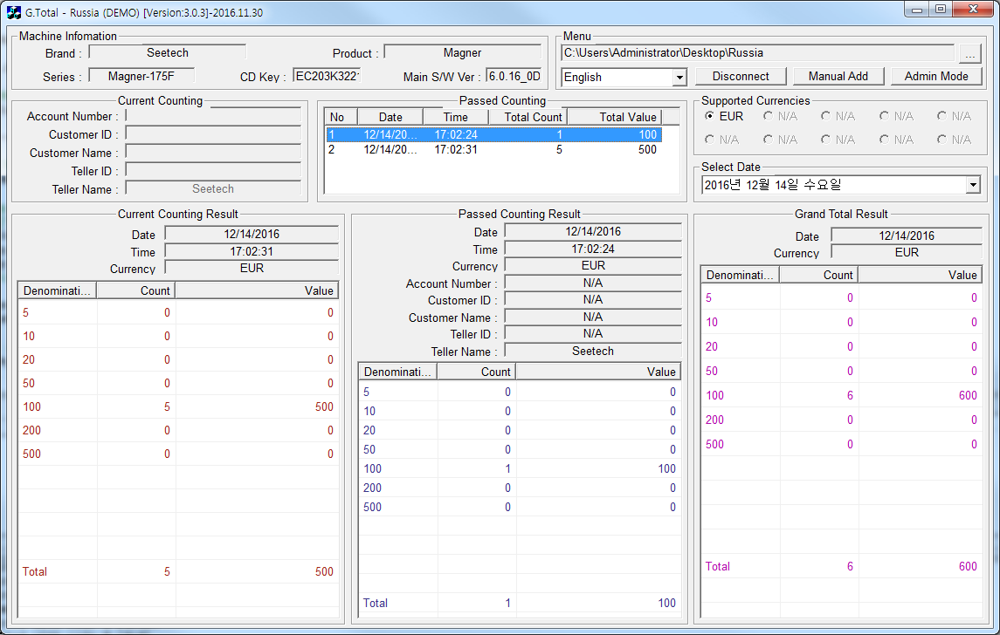 G.Total - Russia (DEMO) [Version:3.0.3]-2016.11.30
Machine Infomation
Brand : Seetech Product : Magner
Series : Magner-175F CD Key : EC203K322 Main S/W Ver : 6.0.16_0D
Menu
C:\Users\Administrator\Desktop\Russia ...
English Disconnect Manual Add Admin Mode
Current Counting
Account Number :
Customer ID :
Customer Name :
Teller ID :
Teller Name : Seetech
Passed Counting
No Date Time Total Count Total Value
1 12/14/20... 17:02:24 1 100
2 12/14/20... 17:02:31 5 500
Supported Currencies
EUR N/A N/A N/A N/A
N/A N/A N/A N/A N/A
Select Date
2016년 12월 14일 수요일
Current Counting Result
Date 12/14/2016
Time 17:02:31
Currency EUR
Denominati... Count Value
5 0 0
10 0 0
20 0 0
50 0 0
100 5 500
200 0 0
500 0 0
Total 5 500
Passed Counting Result
Date 12/14/2016
Time 17:02:24
Currency EUR
Account Number : N/A
Customer ID : N/A
Customer Name : N/A
Teller ID : N/A
Teller Name : Seetech
Denominati... Count Value
5 0 0
10 0 0
20 0 0
50 0 0
100 1 100
200 0 0
500 0 0
Total 1 100
Grand Total Result
Date 12/14/2016
Currency EUR
Denominati... Count Value
5 0 0
10 0 0
20 0 0
50 0 0
100 6 600
200 0 0
500 0 0
Total 6 600